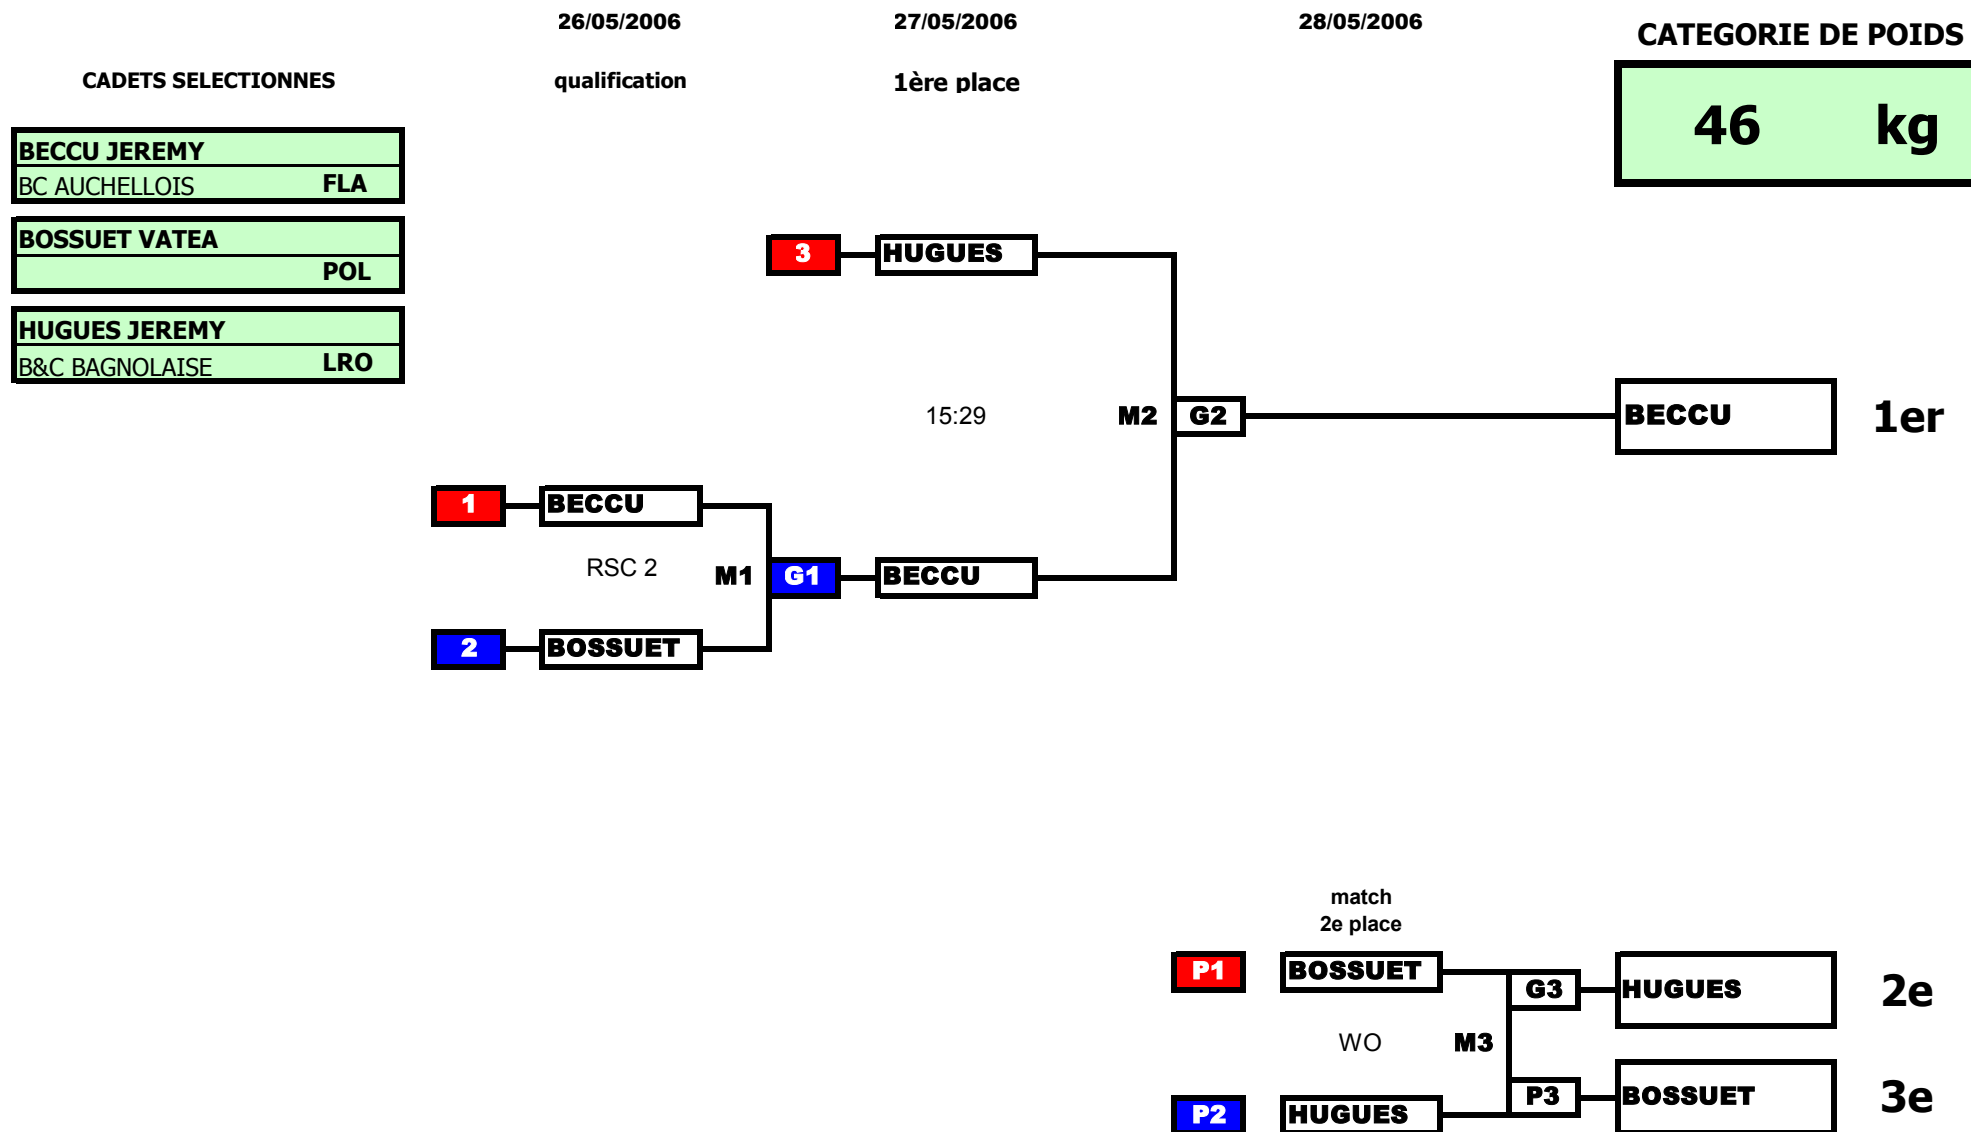 26/05/2006 27/05/2006 28/05/2006
CATEGORIE DE POIDS
CADETS SELECTIONNES qualification 1ère place
46 kg
BECCU JEREMY
BC AUCHELLOIS FLA
BOSSUET VATEA
POL
HUGUES JEREMY
B&C BAGNOLAISE LRO
3 HUGUES
15:29 M2 G2 BECCU 1er
1 BECCU
RSC 2 M1 G1 BECCU
2 BOSSUET
match
2e place
P1 BOSSUET
G3 HUGUES 2e
WO M3
P3 BOSSUET 3e
P2 HUGUES